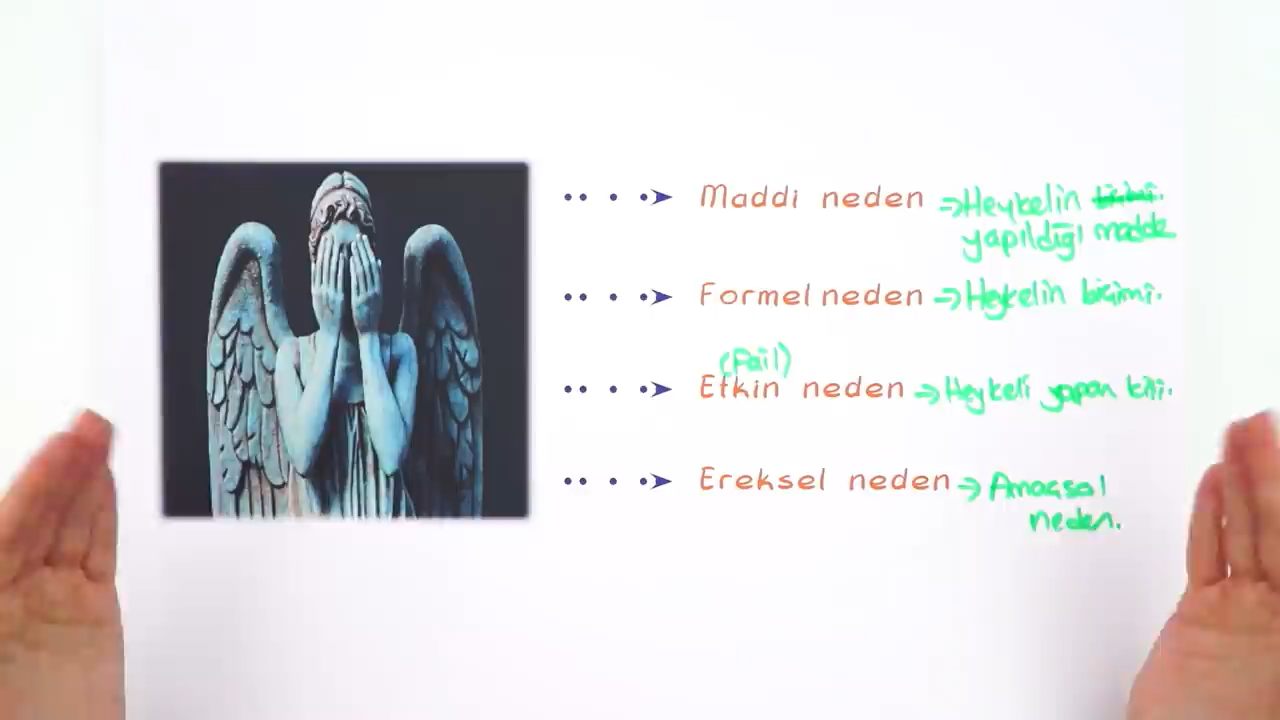 Maddi neden → Heykelin
yapıldığı madde
Formel neden → Heykelin biçimi.
(Fail)
Etkin neden → Heykeli yapan kişi.
Ereksel neden → Amaçsal
neden.